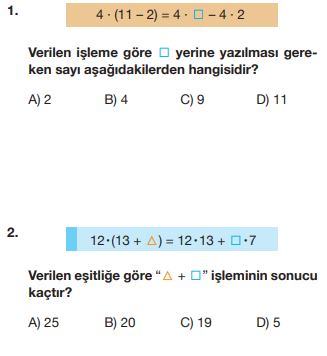 1.
4 · (11 – 2) = 4 · □ – 4 · 2
Verilen işleme göre □ yerine yazılması gere-
ken sayı aşağıdakilerden hangisidir?
A) 2 B) 4 C) 9 D) 11
2.
12·(13 + △) = 12·13 + □·7
Verilen eşitliğe göre “△ + □” işleminin sonucu
kaçtır?
A) 25 B) 20 C) 19 D) 5